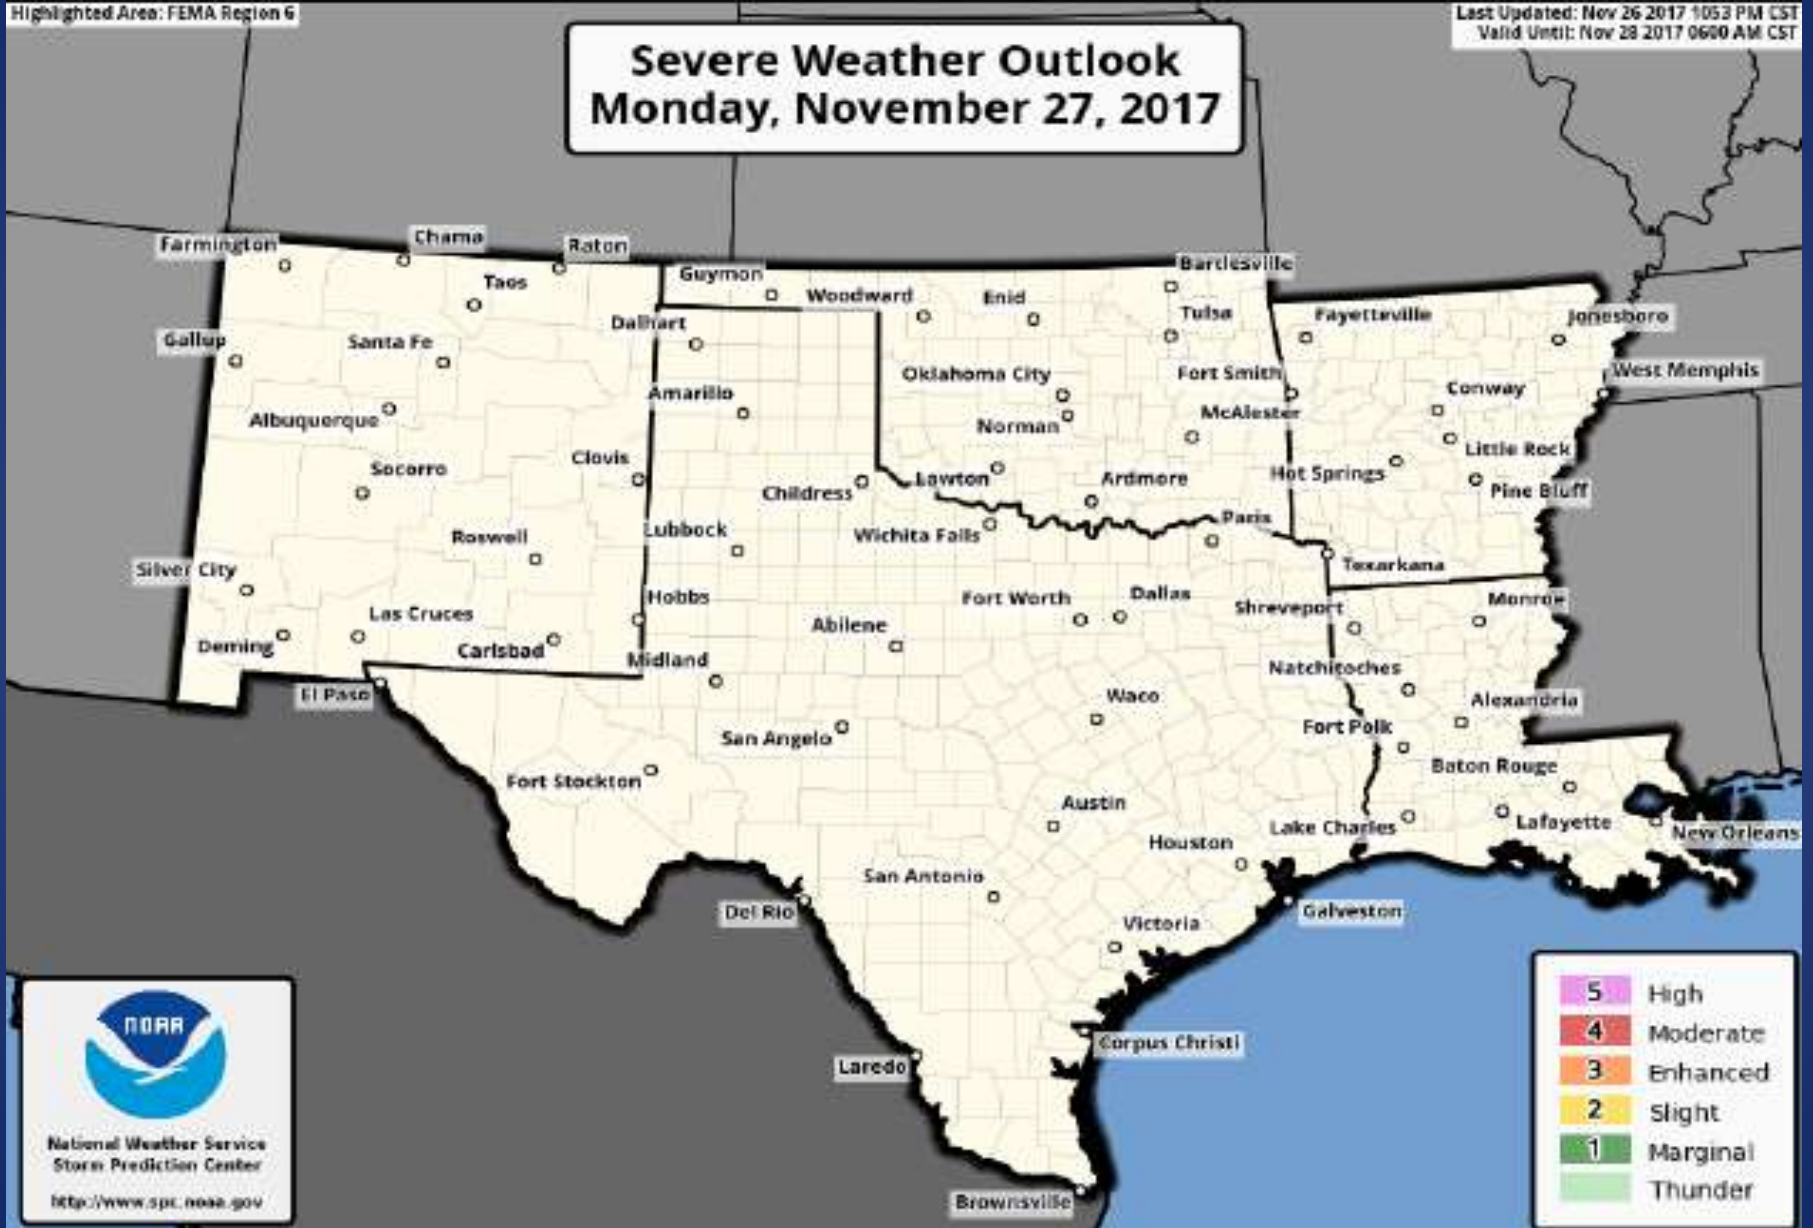 Highlighted Area: FEMA Region 6
Last Updated: Nov 26 2017 1053 PM CST
Valid Until: Nov 28 2017 0600 AM CST
Severe Weather Outlook
Monday, November 27, 2017
Farmington
Chama
Raton
Taos
Guymon
Woodward
Enid
Bartlesville
Tulsa
Fayetteville
Jonesboro
Gallup
Santa Fe
Dalhart
Oklahoma City
Fort Smith
West Memphis
Conway
Albuquerque
Amarillo
Norman
McAlester
Little Rock
Socorro
Clovis
Childress
Lawton
Ardmore
Hot Springs
Pine Bluff
Roswell
Lubbock
Wichita Falls
Paris
Texarkana
Silver City
Las Cruces
Hobbs
Abilene
Fort Worth
Dallas
Shreveport
Monroe
Deming
Carlsbad
Midland
Natchitoches
El Paso
San Angelo
Waco
Fort Polk
Alexandria
Fort Stockton
Austin
Baton Rouge
Houston
Lake Charles
Lafayette
New Orleans
San Antonio
Del Rio
Victoria
Galveston
Corpus Christi
Laredo
Brownsville
NOAA
National Weather Service
Storm Prediction Center
http://www.spc.noaa.gov
5 High
4 Moderate
3 Enhanced
2 Slight
1 Marginal
Thunder